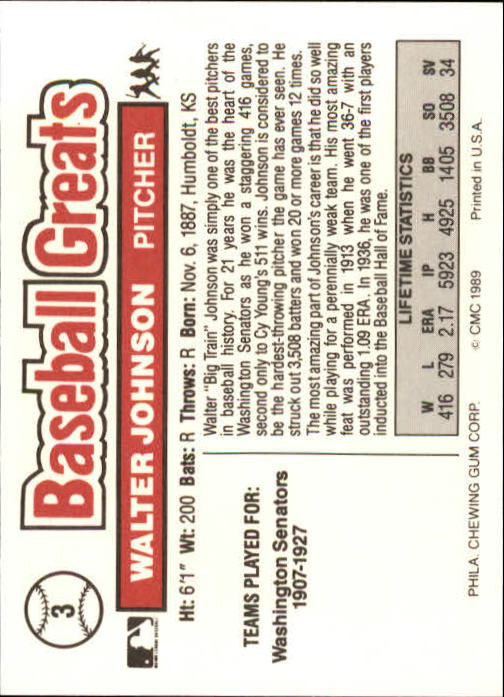 3
Baseball Greats
WALTER JOHNSON PITCHER
Ht: 6'1" Wt: 200 Bats: R Throws: R Born: Nov. 6, 1887, Humboldt, KS
TEAMS PLAYED FOR:
Washington Senators
1907-1927
Walter "Big Train" Johnson was simply one of the best pitchers
in baseball history. For 21 years he was the heart of the
Washington Senators as he won a staggering 416 games,
second only to Cy Young's 511 wins. Johnson is considered to
be the hardest-throwing pitcher the game has ever seen. He
struck out 3,508 batters and won 20 or more games 12 times.
The most amazing part of Johnson's career is that he did so well
while playing for a perennially weak team. His most amazing
feat was performed in 1913 when he went 36-7 with an
outstanding 1.09 ERA. In 1936, he was one of the first players
inducted into the Baseball Hall of Fame.
LIFETIME STATISTICS
W L ERA IP H BB SO SV
416 279 2.17 5923 4925 1405 3508 34
PHILA. CHEWING GUM CORP. © CMC 1989 Printed in U.S.A.